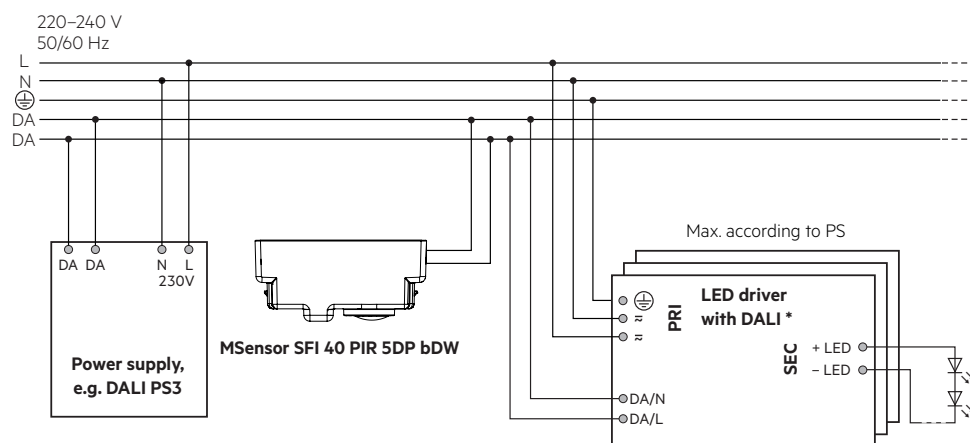 220–240 V
50/60 Hz
L
N
DA
DA
Max. according to PS
DA DA N L
230V
Power supply,
e.g. DALI PS3
MSensor SFI 40 PIR 5DP bDW
PRI
LED driver
with DALI *
SEC
+ LED
– LED
DA/N
DA/L